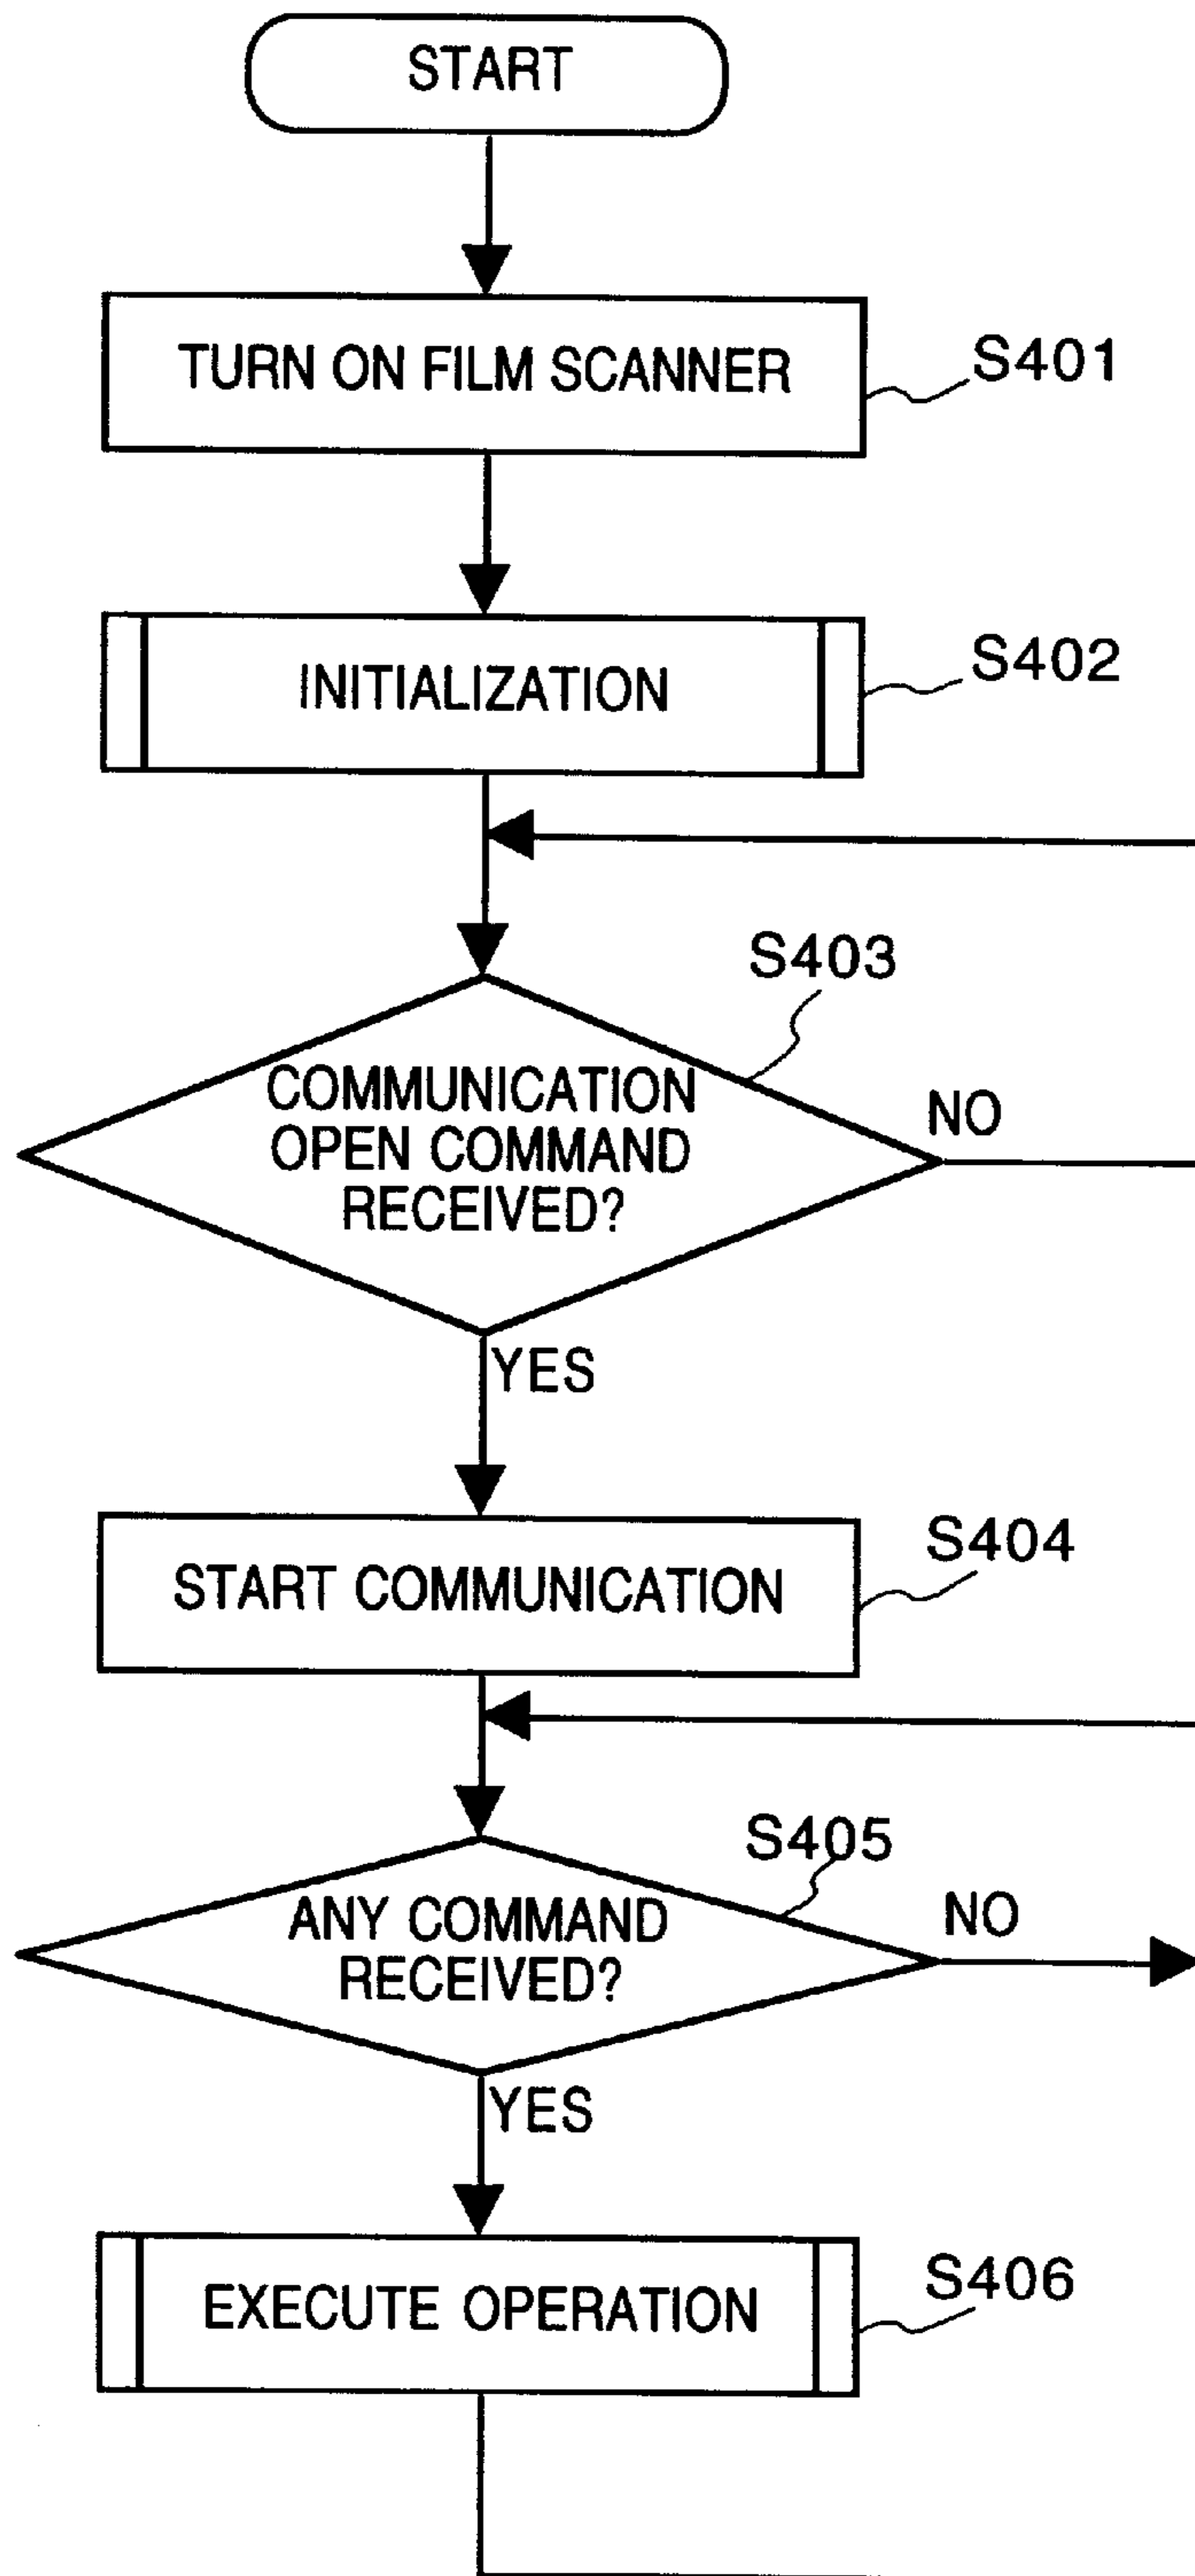 START
TURN ON FILM SCANNER
S401
INITIALIZATION
S402
S403
COMMUNICATION
OPEN COMMAND
RECEIVED?
NO
YES
START COMMUNICATION
S404
S405
ANY COMMAND
RECEIVED?
NO
YES
EXECUTE OPERATION
S406